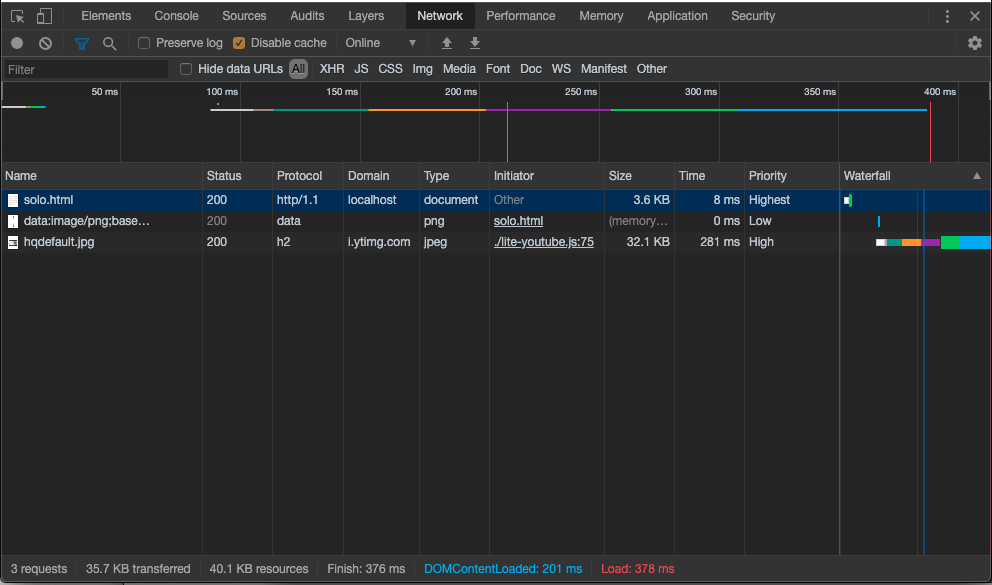 Elements Console Sources Audits Layers Network Performance Memory Application Security
Preserve log Disable cache Online
Filter Hide data URLs All XHR JS CSS Img Media Font Doc WS Manifest Other
50 ms 100 ms 150 ms 200 ms 250 ms 300 ms 350 ms 400 ms
Name Status Protocol Domain Type Initiator Size Time Priority Waterfall
solo.html 200 http/1.1 localhost document Other 3.6 KB 8 ms Highest
data:image/png;base… 200 data png solo.html (memory… 0 ms Low
hqdefault.jpg 200 h2 i.ytimg.com jpeg ./lite-youtube.js:75 32.1 KB 281 ms High
3 requests 35.7 KB transferred 40.1 KB resources Finish: 376 ms DOMContentLoaded: 201 ms Load: 378 ms